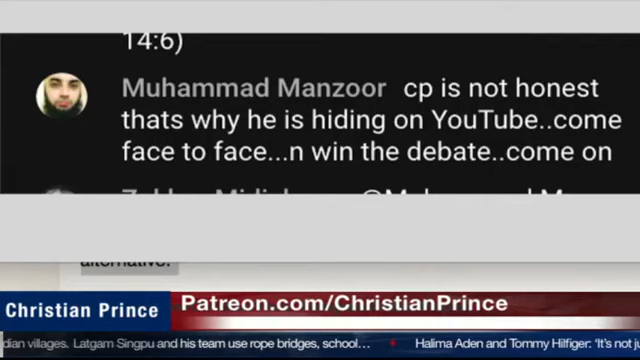 14:6)
Muhammad Manzoor cp is not honest
thats why he is hiding on YouTube..come
face to face...n win the debate..come on
alternative.
Christian Prince
Patreon.com/ChristianPrince
dian villages. Latgam Singpu and his team use rope bridges, school... Halima Aden and Tommy Hilfiger: 'It's not ju